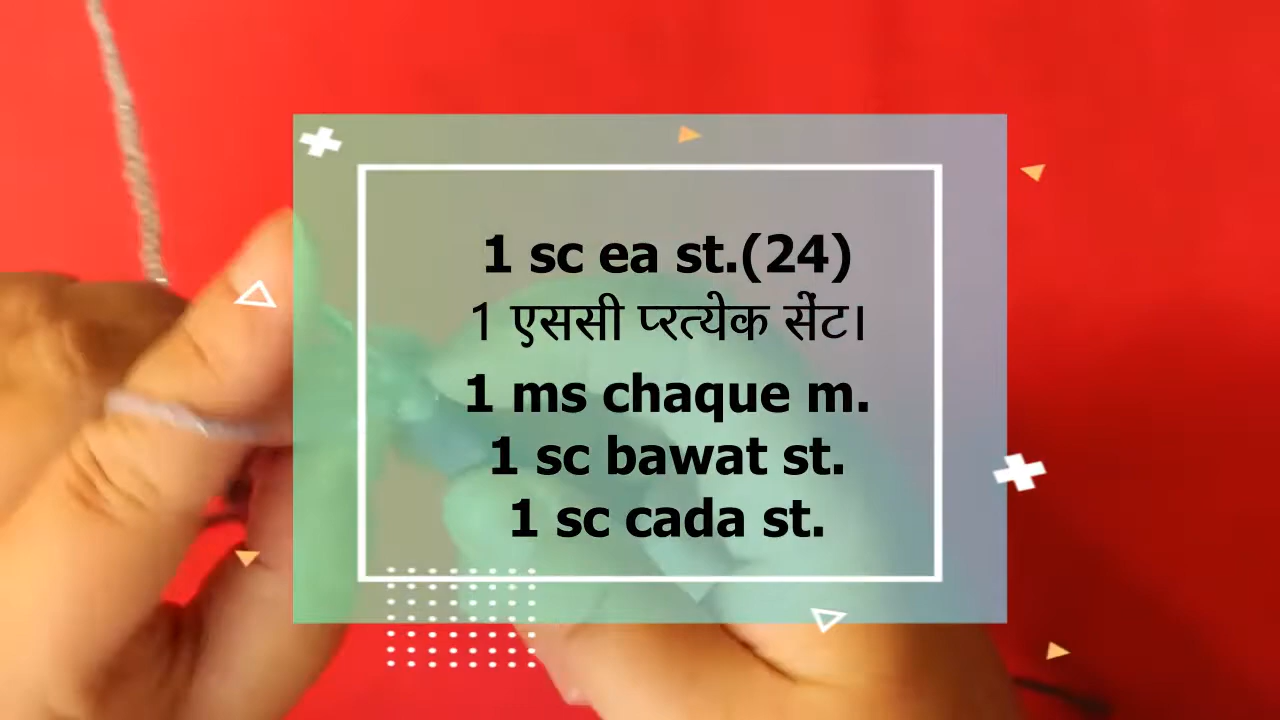 1 sc ea st.(24)
1 एससी प्रत्येक सेंट।
1 ms chaque m.
1 sc bawat st.
1 sc cada st.